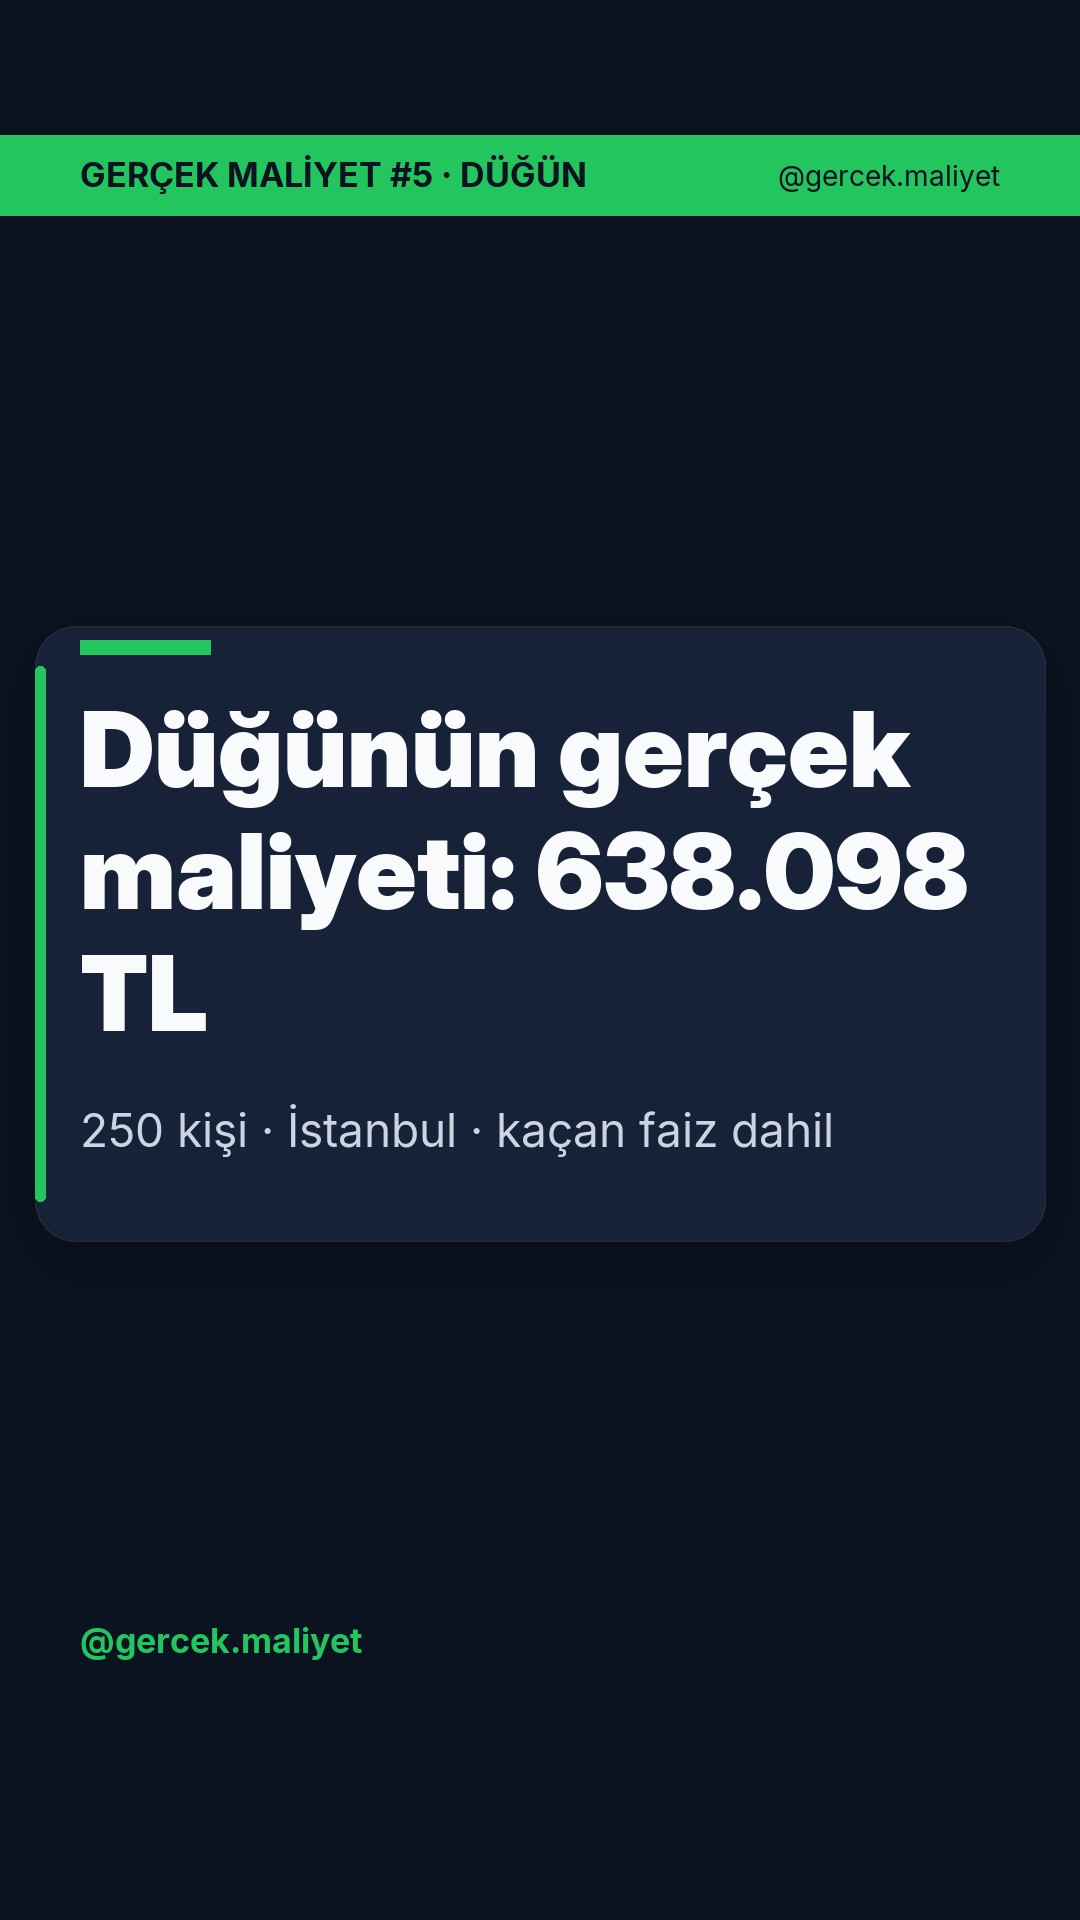 GERÇEK MALİYET #5 · DÜĞÜN
@gercek.maliyet
Düğünün gerçek
maliyeti: 638.098
TL
250 kişi · İstanbul · kaçan faiz dahil
@gercek.maliyet